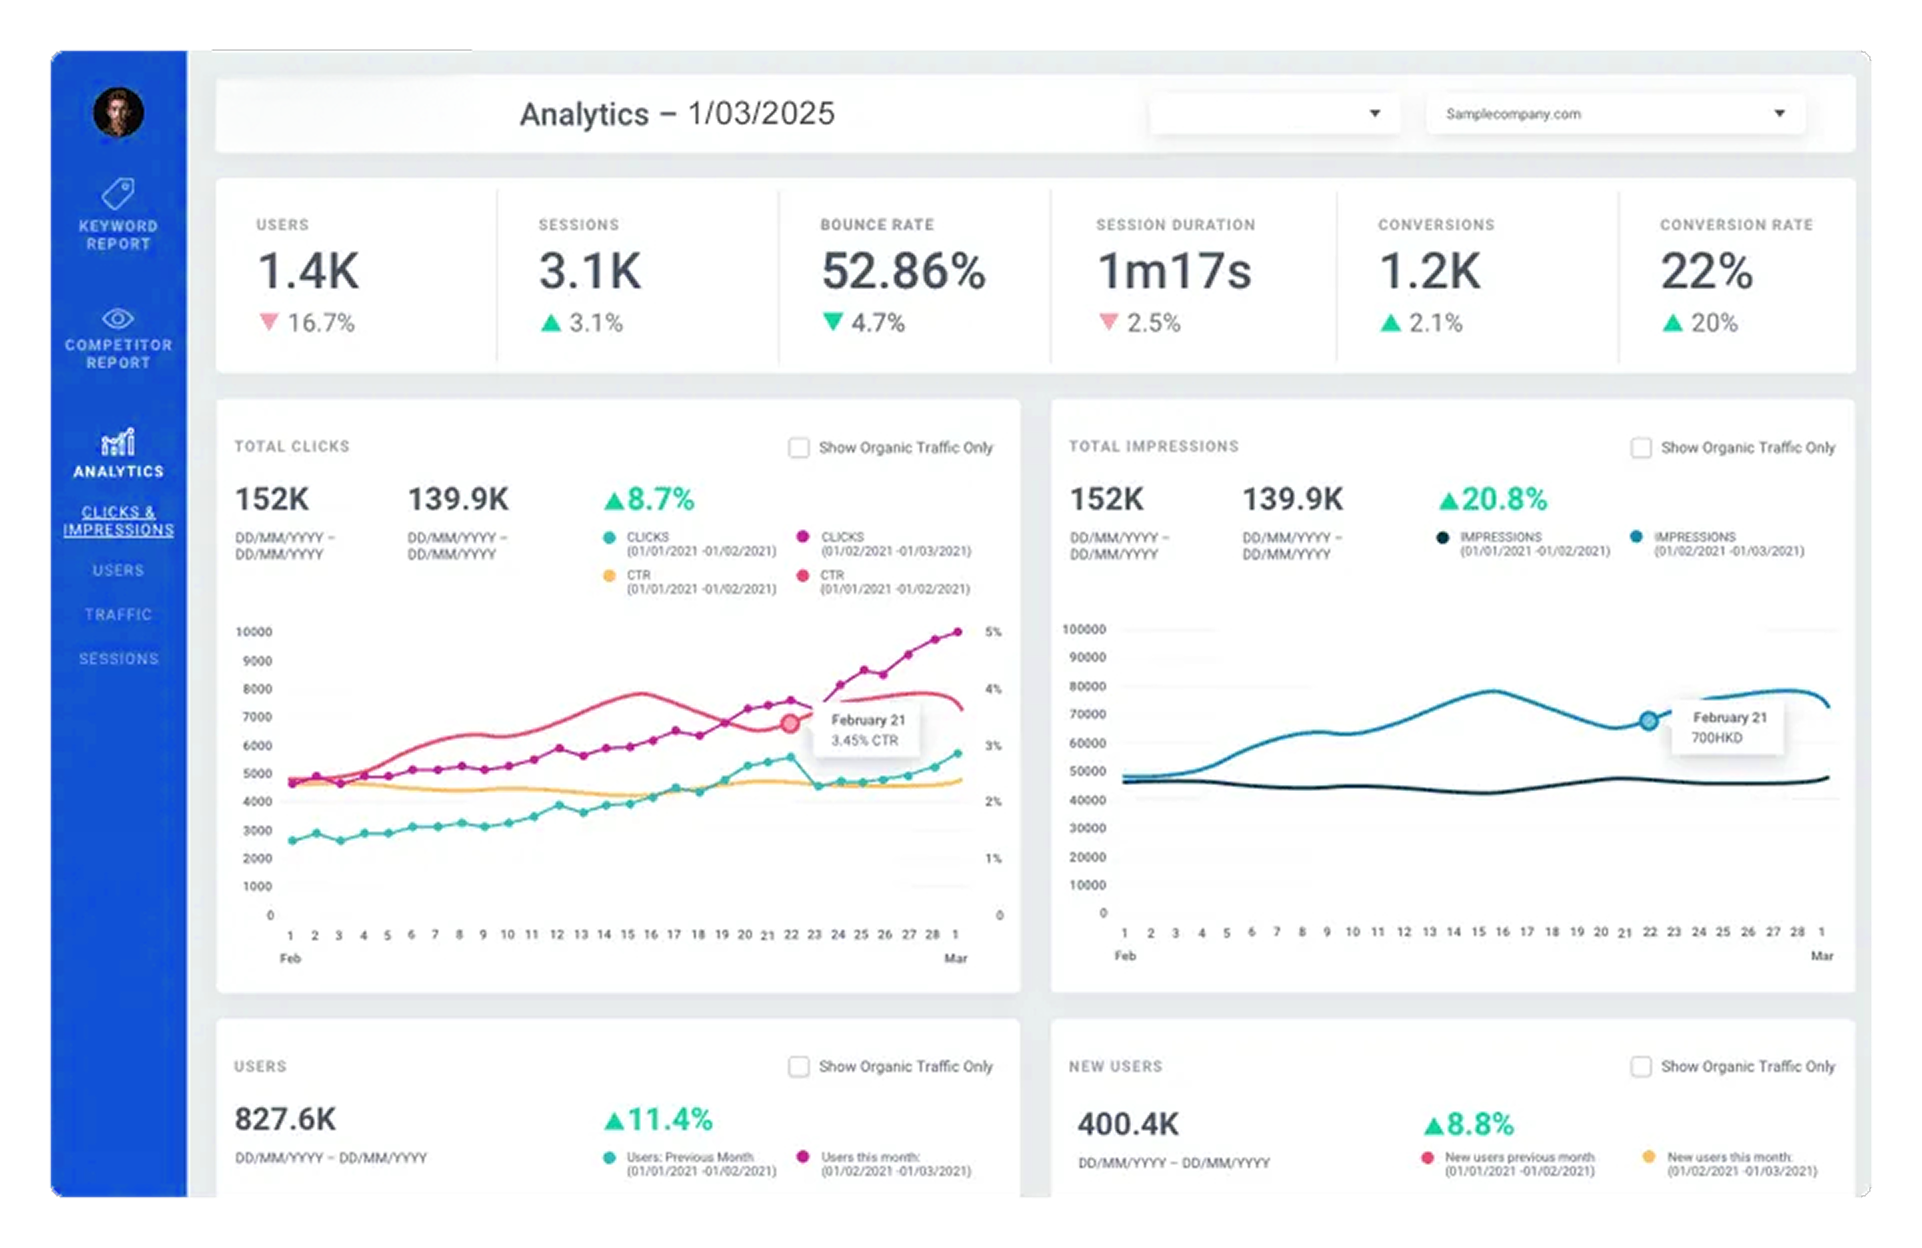 Analytics – 1/03/2025
Samplecompany.com
KEYWORD
REPORT
COMPETITOR
REPORT
ANALYTICS
CLICKS &
IMPRESSIONS
USERS
TRAFFIC
SESSIONS
USERS
1.4K
▼ 16.7%
SESSIONS
3.1K
▲ 3.1%
BOUNCE RATE
52.86%
▼ 4.7%
SESSION DURATION
1m17s
▼ 2.5%
CONVERSIONS
1.2K
▲ 2.1%
CONVERSION RATE
22%
▲ 20%
TOTAL CLICKS
Show Organic Traffic Only
152K
DD/MM/YYYY –
DD/MM/YYYY
139.9K
DD/MM/YYYY –
DD/MM/YYYY
▲8.7%
CLICKS
(01/01/2021 -01/02/2021)
CLICKS
(01/02/2021 -01/03/2021)
CTR
(01/01/2021 -01/02/2021)
CTR
(01/01/2021 -01/02/2021)
10000
9000
8000
7000
6000
5000
4000
3000
2000
1000
0
5%
4%
3%
2%
1%
0
February 21
3.45% CTR
1 2 3 4 5 6 7 8 9 10 11 12 13 14 15 16 17 18 19 20 21 22 23 24 25 26 27 28 1
Feb Mar
TOTAL IMPRESSIONS
Show Organic Traffic Only
152K
DD/MM/YYYY –
DD/MM/YYYY
139.9K
DD/MM/YYYY –
DD/MM/YYYY
▲20.8%
IMPRESSIONS
(01/01/2021 -01/02/2021)
IMPRESSIONS
(01/02/2021 -01/03/2021)
100000
90000
80000
70000
60000
50000
40000
30000
20000
10000
0
February 21
700HKD
1 2 3 4 5 6 7 8 9 10 11 12 13 14 15 16 17 18 19 20 21 22 23 24 25 26 27 28 1
Feb Mar
USERS
Show Organic Traffic Only
827.6K
DD/MM/YYYY – DD/MM/YYYY
▲11.4%
Users: Previous Month
(01/01/2021 -01/02/2021)
Users this month:
(01/02/2021 -01/03/2021)
NEW USERS
Show Organic Traffic Only
400.4K
DD/MM/YYYY – DD/MM/YYYY
▲8.8%
New users previous month
(01/01/2021 -01/02/2021)
New users this month:
(01/02/2021 -01/03/2021)